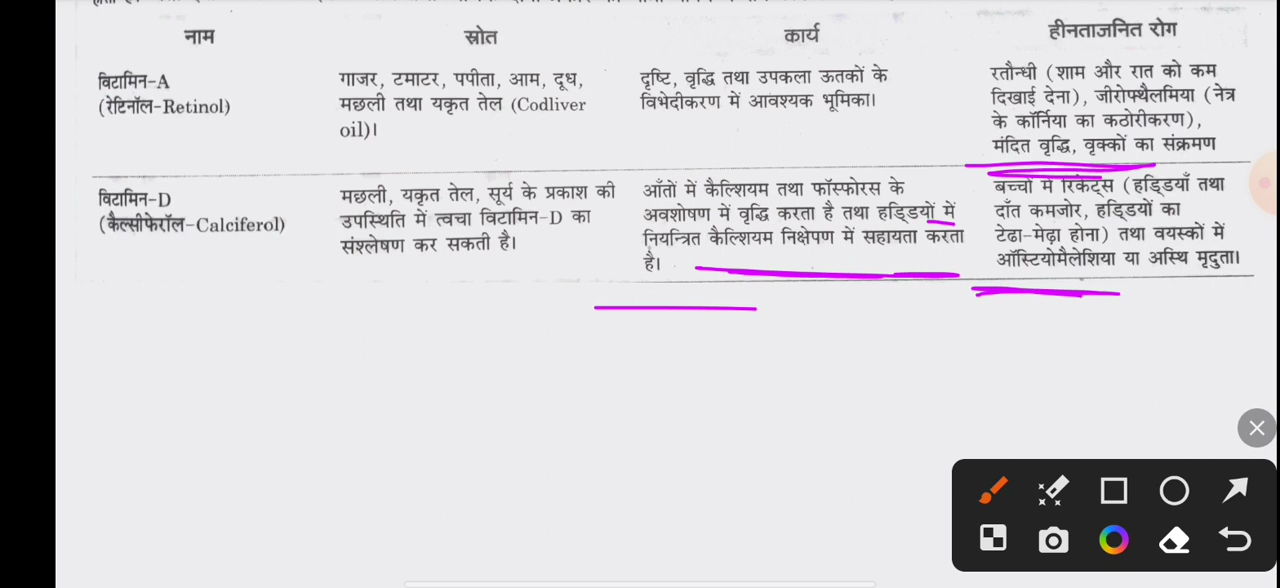 नाम
स्रोत
कार्य
हीनताजनित रोग
विटामिन-A
(रेटिनॉल-Retinol)
गाजर, टमाटर, पपीता, आम, दूध,
मछली तथा यकृत तेल (Codliver
oil)।
दृष्टि, वृद्धि तथा उपकला ऊतकों के
विभेदीकरण में आवश्यक भूमिका।
रतौन्धी (शाम और रात को कम
दिखाई देना), जीरोफ्थैलमिया (नेत्र
के कॉर्निया का कठोरीकरण),
मंदित वृद्धि, वृक्कों का संक्रमण
विटामिन-D
(कैल्सीफेरॉल-Calciferol)
मछली, यकृत तेल, सूर्य के प्रकाश की
उपस्थिति में त्वचा विटामिन-D का
संश्लेषण कर सकती है।
आँतों में कैल्शियम तथा फॉस्फोरस के
अवशोषण में वृद्धि करता है तथा हड्डियों में
नियन्त्रित कैल्शियम निक्षेपण में सहायता करता
है।
बच्चों में रिकेट्स (हड्डियाँ तथा
दाँत कमजोर, हड्डियों का
टेढा-मेढ़ा होना) तथा वयस्कों में
ऑस्टियोमैलेशिया या अस्थि मृदुता।